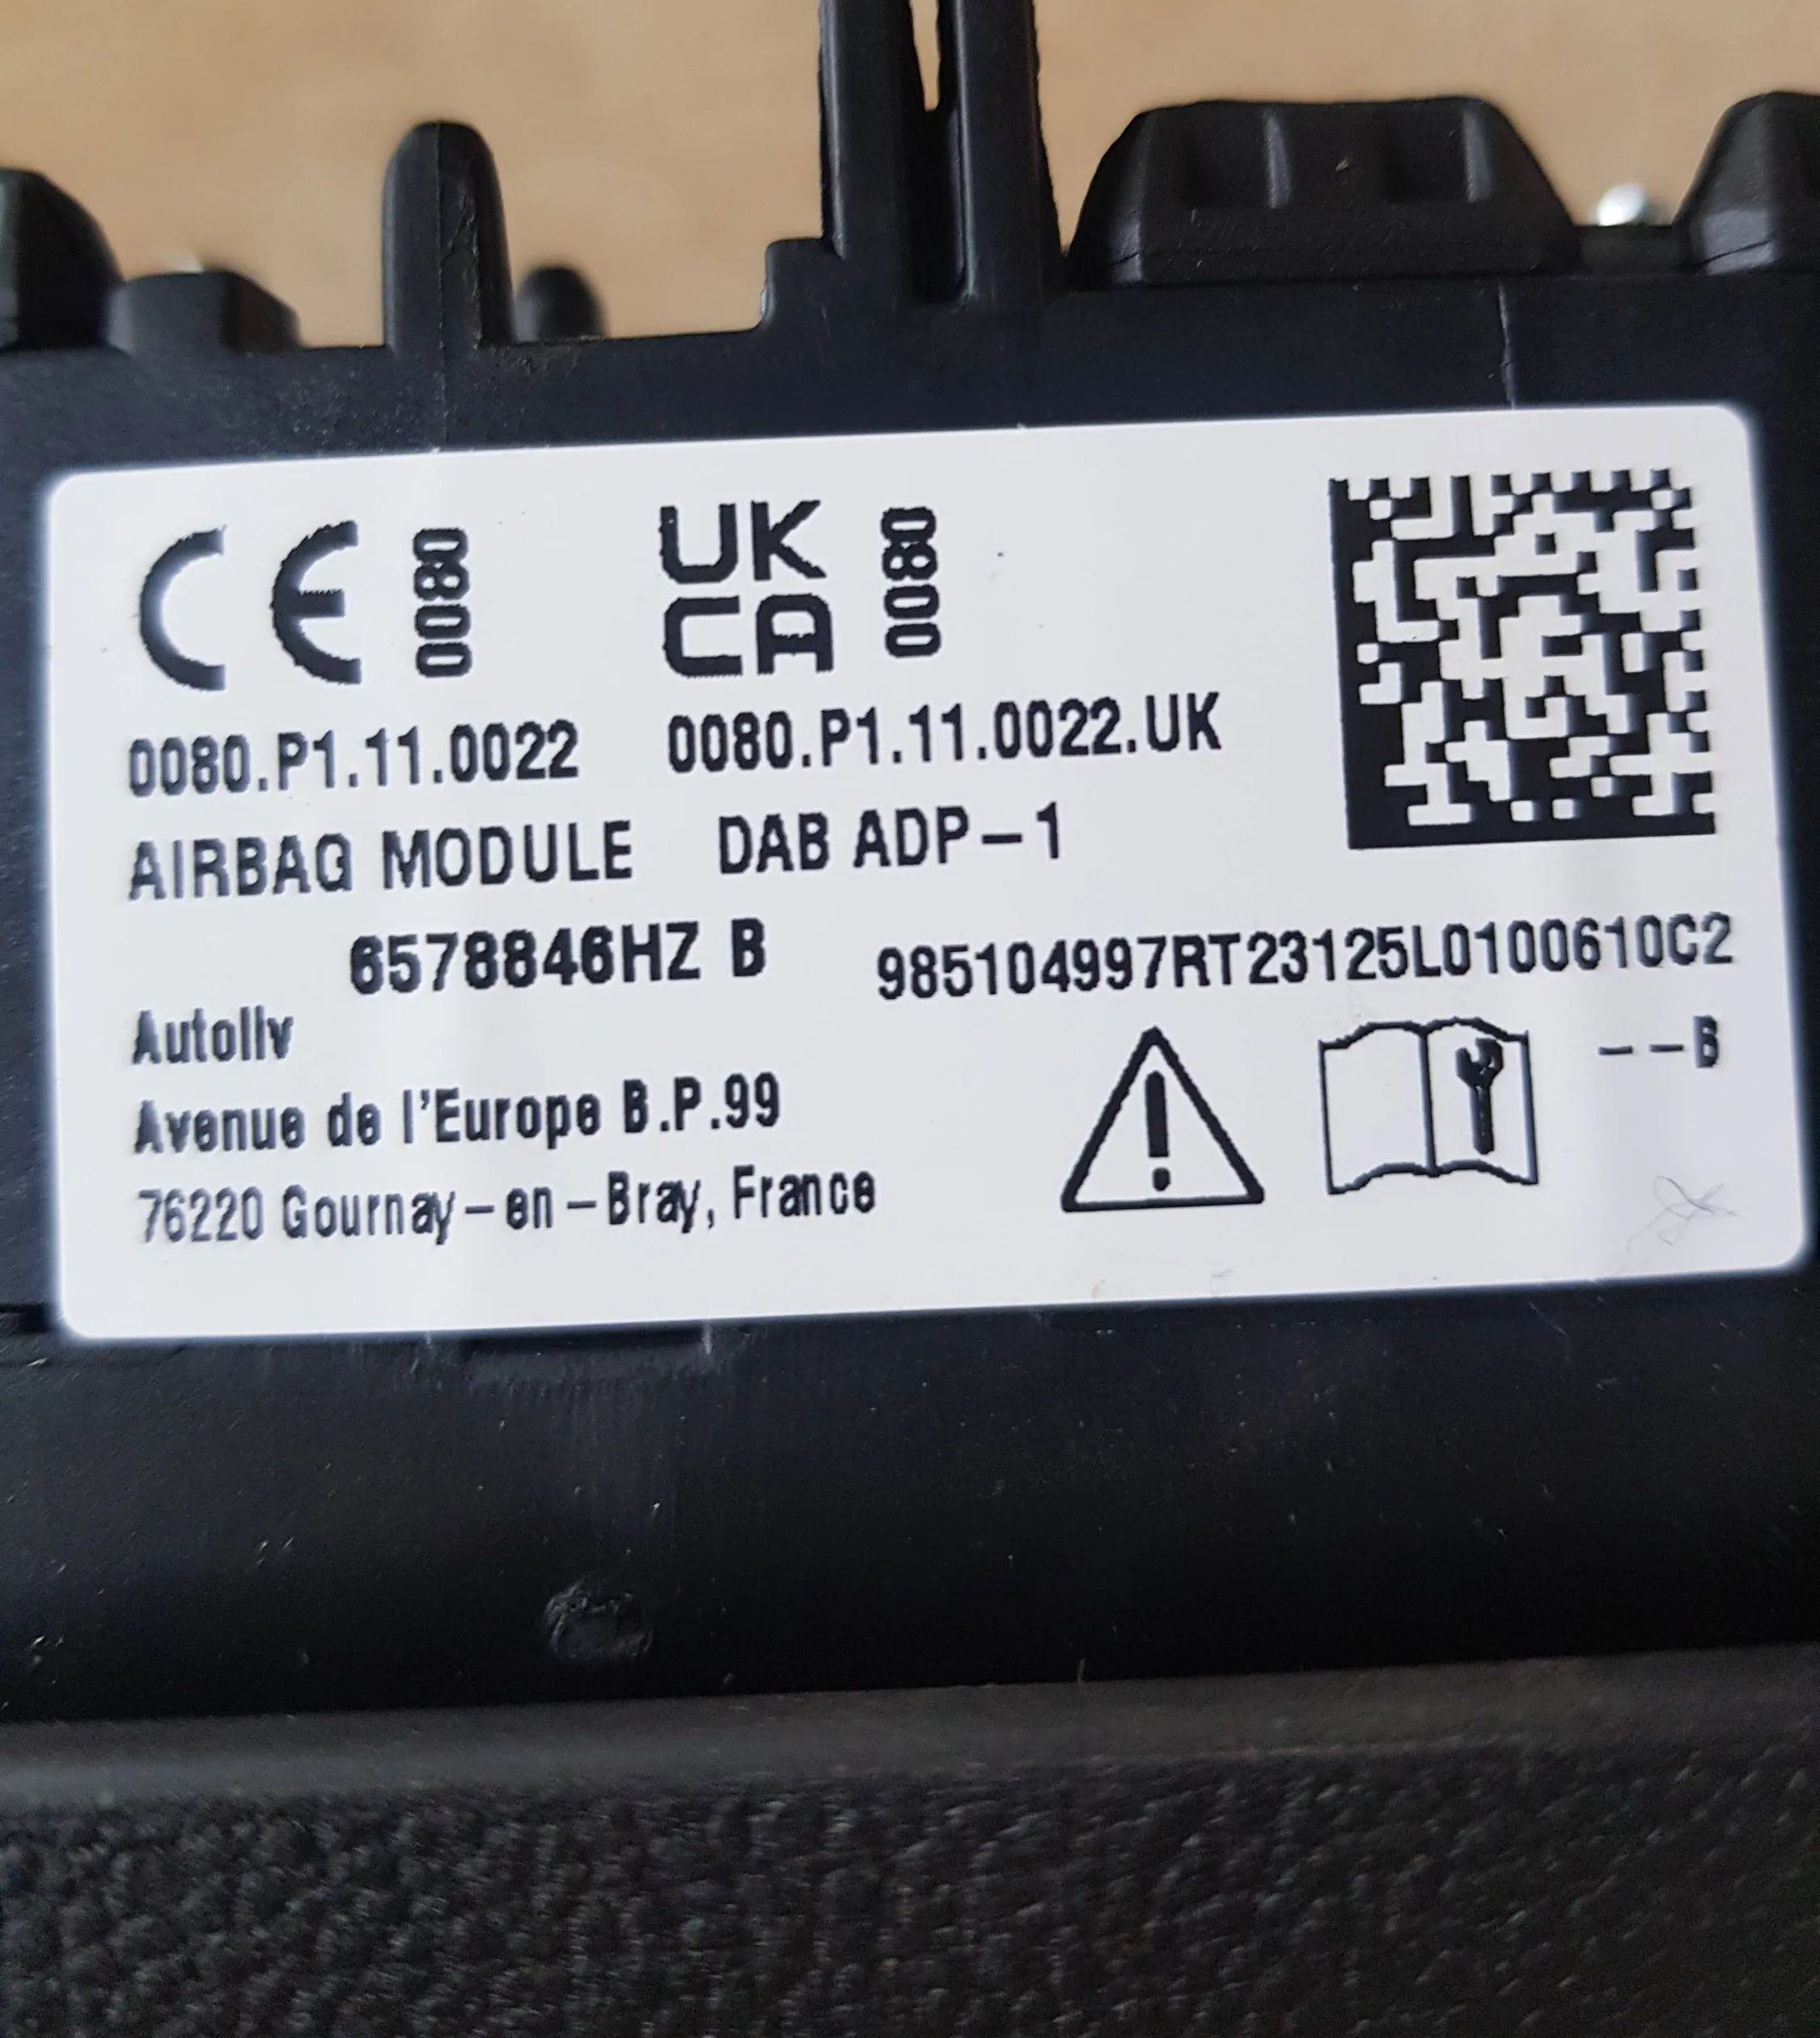 CE 0080 UK CA 0080
0080.P1.11.0022 0080.P1.11.0022.UK
AIRBAG MODULE DAB ADP-1
6578846HZ B 985104997RT23125L0100610C2
Autoliv --B
Avenue de l'Europe B.P.99
76220 Gournay-en-Bray, France